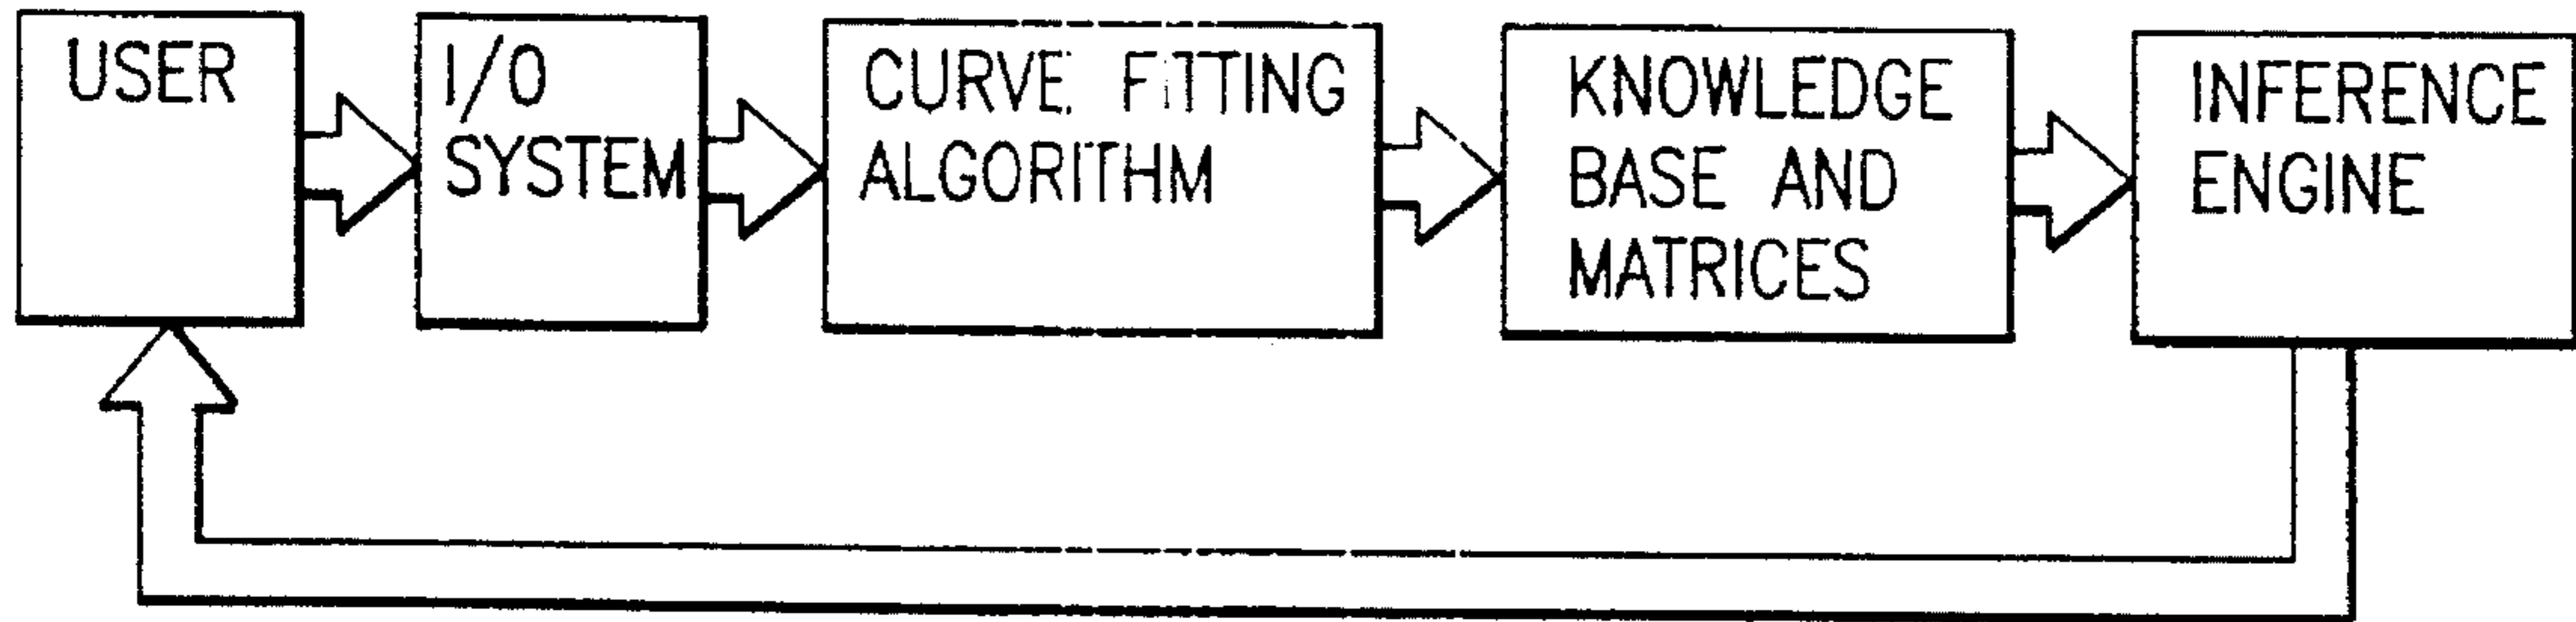 USER
I/O
SYSTEM
CURVE FITTING
ALGORITHM
KNOWLEDGE
BASE AND
MATRICES
INFERENCE
ENGINE